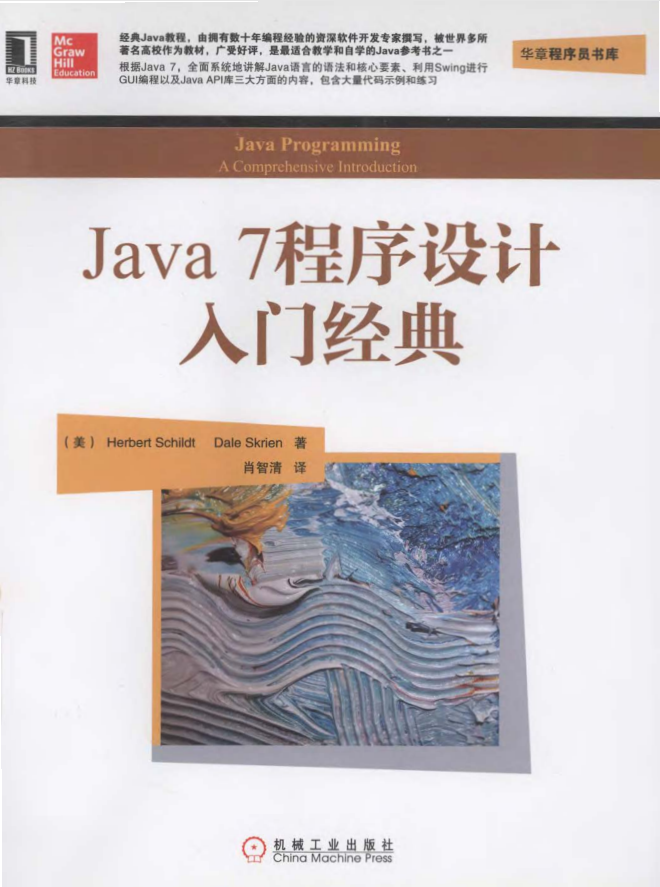 经典Java教程，由拥有数十年编程经验的资深软件开发专家撰写，被世界多所
著名高校作为教材，广受好评，是最适合教学和自学的Java参考书之一
根据Java 7，全面系统地讲解Java语言的语法和核心要素、利用Swing进行
GUI编程以及Java API库三大方面的内容，包含大量代码示例和练习
HZ Books
华章科技
Mc
Graw
Hill
Education
华章程序员书库
Java Programming
A Comprehensive Introduction
Java 7程序设计
入门经典
（美） Herbert Schildt Dale Skrien 著
肖智清 译
机械工业出版社
China Machine Press